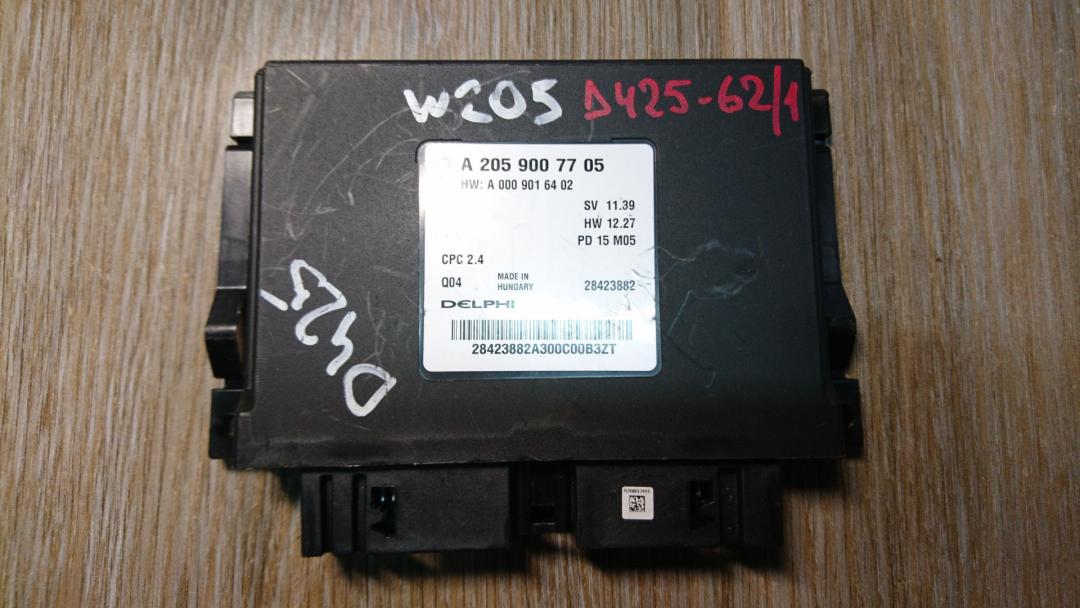 W205 D425-62/1
A 205 900 77 05
HW: A 000 901 64 02
SV 11.39
HW 12.27
PD 15 M05
CPC 2.4
Q04 MADE IN HUNGARY 28423882
DELPHI
28423882A300C00B3ZT
D425